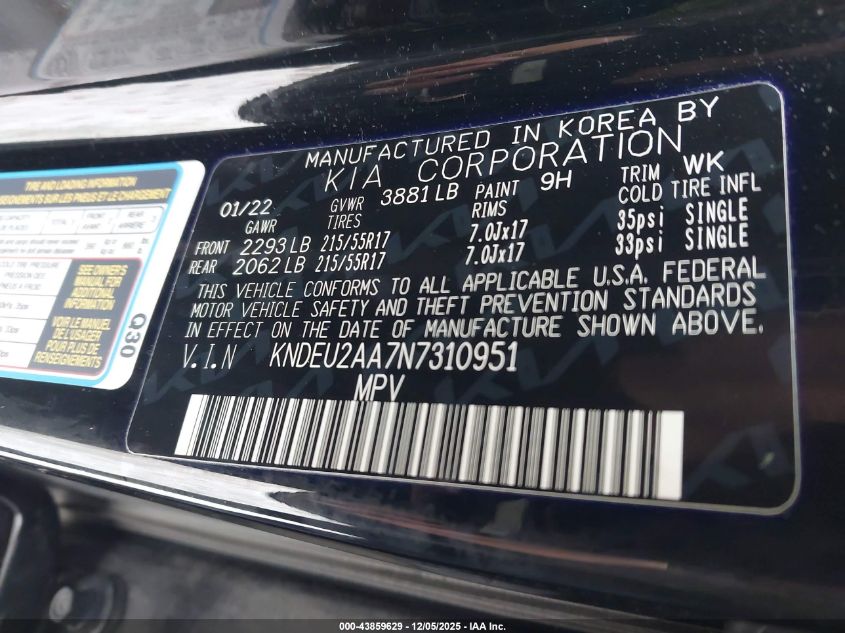 MANUFACTURED IN KOREA BY
KIA CORPORATION
01/22 GVWR 3881 LB PAINT 9H TRIM WK
GAWR TIRES RIMS COLD TIRE INFL
FRONT 2293 LB 215/55R17 7.0Jx17 35psi SINGLE
REAR 2062 LB 215/55R17 7.0Jx17 33psi SINGLE
THIS VEHICLE CONFORMS TO ALL APPLICABLE U.S.A. FEDERAL
MOTOR VEHICLE SAFETY AND THEFT PREVENTION STANDARDS
IN EFFECT ON THE DATE OF MANUFACTURE SHOWN ABOVE.
V.I.N KNDEU2AA7N7310951
MPV
TIRE AND LOADING INFORMATION
SEE OWNER'S
MANUAL FOR
ADDITIONAL
INFORMATION
VOIR LE MANUEL
DE L'USAGER
POUR PLUS DE
RENSEIGNEMENTS
Q30
000 - 43859629 - 12/05/2025 - IAA Inc.